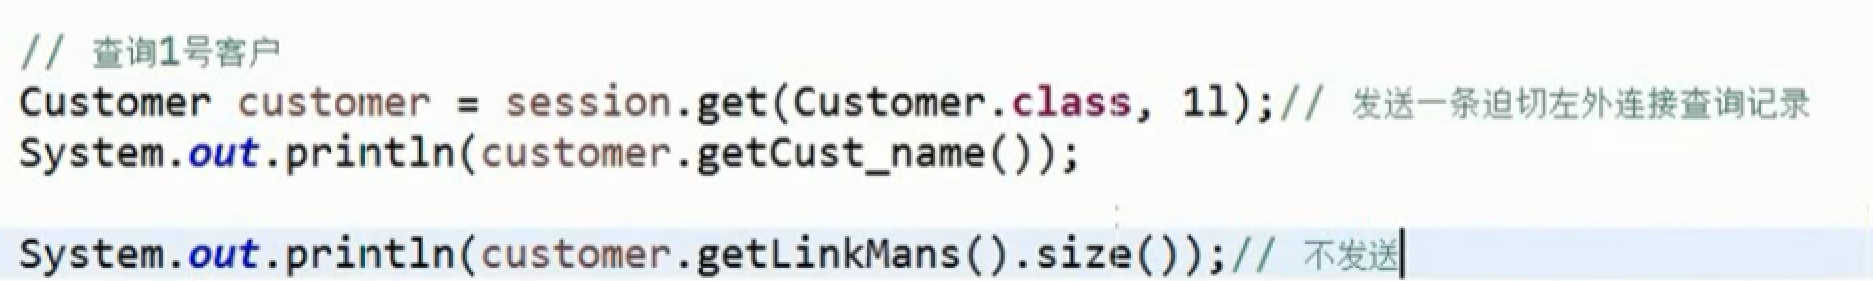 // 查询1号客户
Customer customer = session.get(Customer.class, 1l);// 发送一条迫切左外连接查询记录
System.out.println(customer.getCust_name());
System.out.println(customer.getLinkMans().size());// 不发送